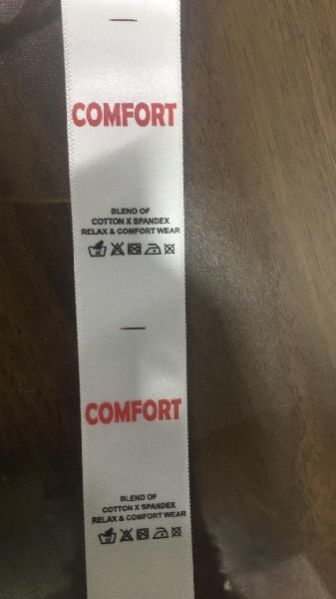 COMFORT
BLEND OF
COTTON X SPANDEX
RELAX & COMFORT WEAR
COMFORT
BLEND OF
COTTON X SPANDEX
RELAX & COMFORT WEAR